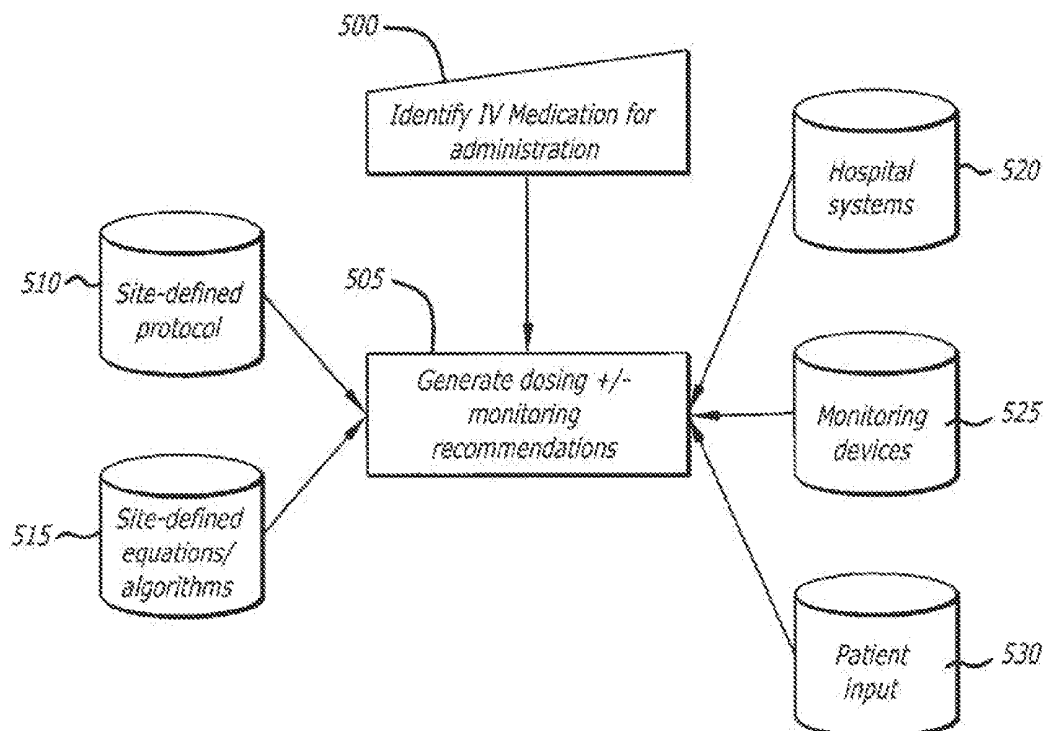 500
Identify IV Medication for
administration
Hospital
systems
520
510
Site-defined
protocol
505
Generate dosing +/-
monitoring
recommendations
Monitoring
devices
525
515
Site-defined
equations/
algorithms
Patient
input
530